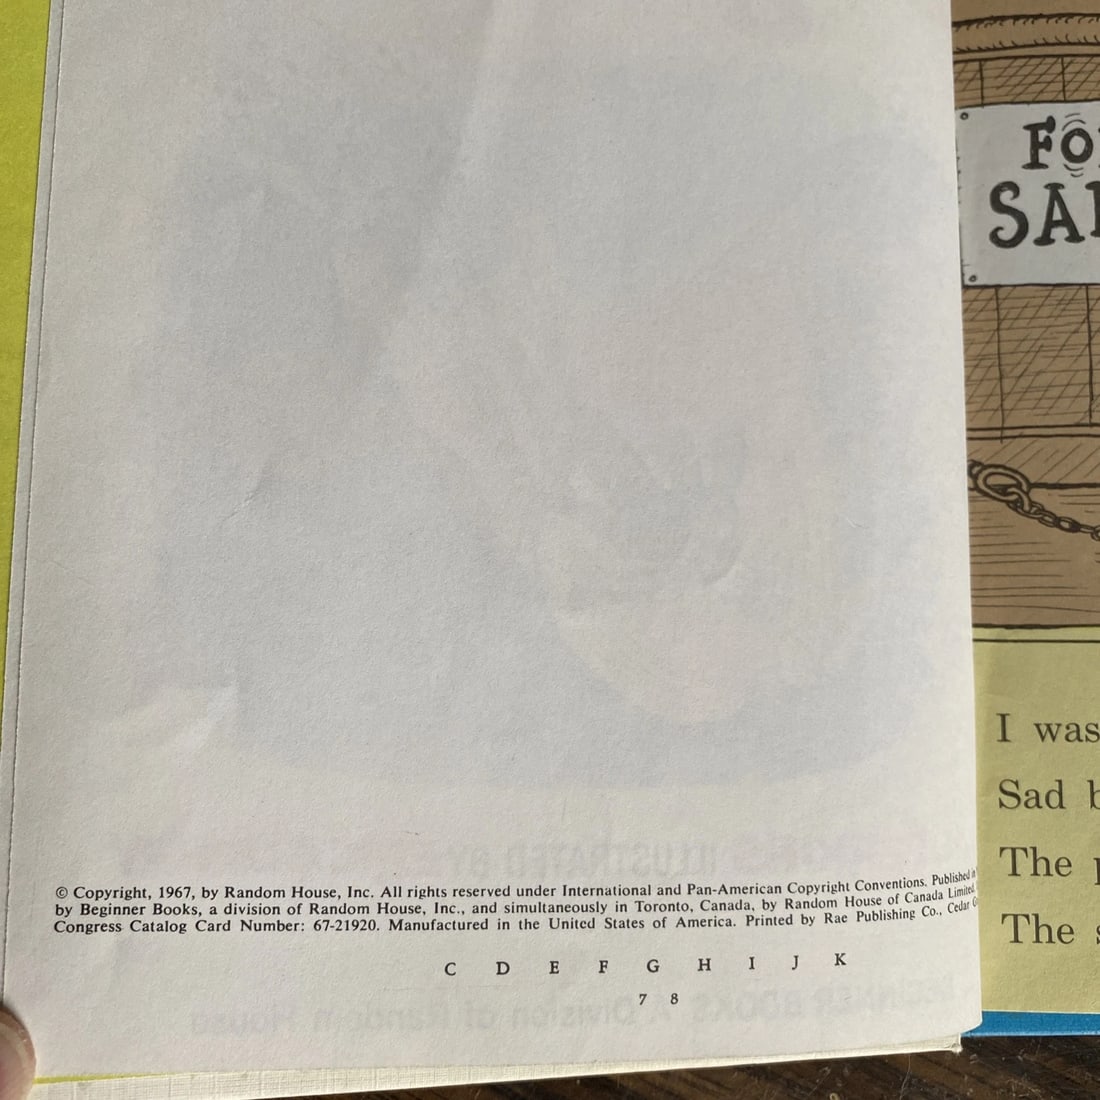 © Copyright, 1967, by Random House, Inc. All rights reserved under International and Pan-American Copyright Conventions. Published in
by Beginner Books, a division of Random House, Inc., and simultaneously in Toronto, Canada, by Random House of Canada Limited.
Congress Catalog Card Number: 67-21920. Manufactured in the United States of America. Printed by Rae Publishing Co., Cedar
C D E F G H I J K
7 8
I was
Sad
The
The